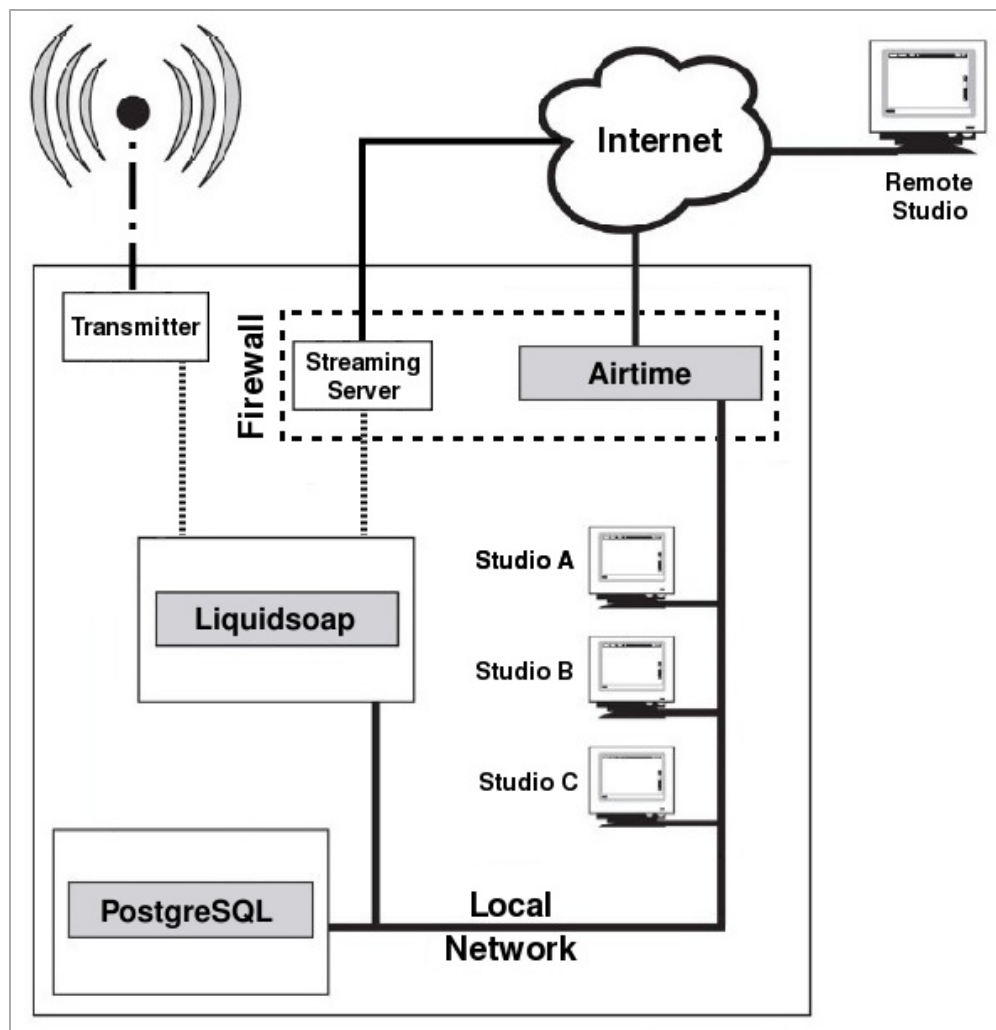 Internet
Remote
Studio
Transmitter
Firewall
Streaming
Server
Airtime
Studio A
Liquidsoap
Studio B
Studio C
PostgreSQL
Local
Network